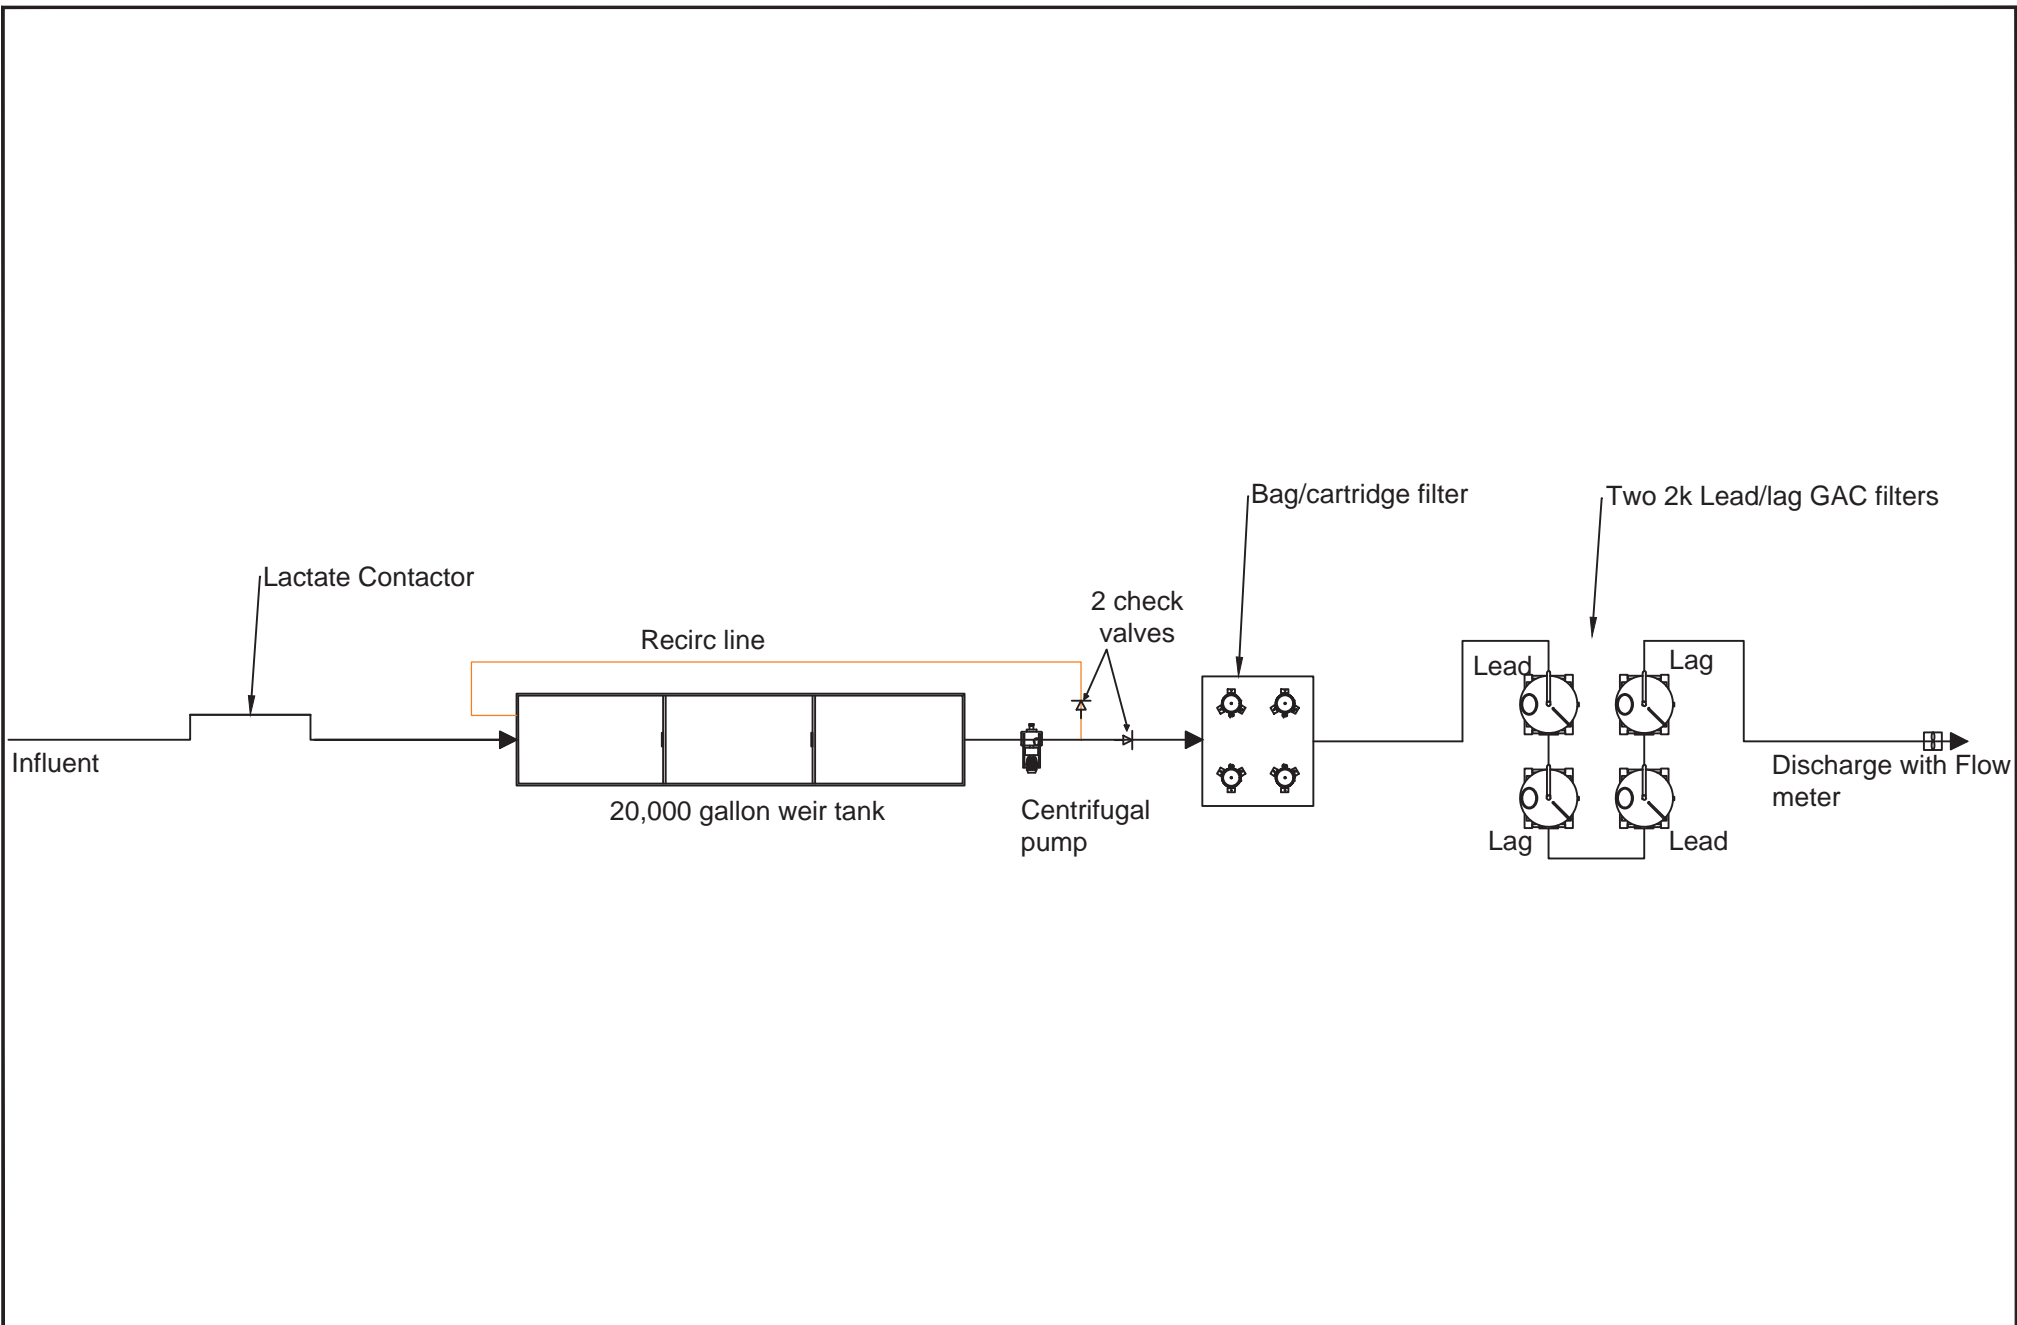 Bag/cartridge filter
Two 2k Lead/lag GAC filters
Lactate Contactor
2 check
valves
Recirc line
Lead
Lag
Influent
Discharge with Flow
meter
20,000 gallon weir tank
Centrifugal
pump
Lag
Lead